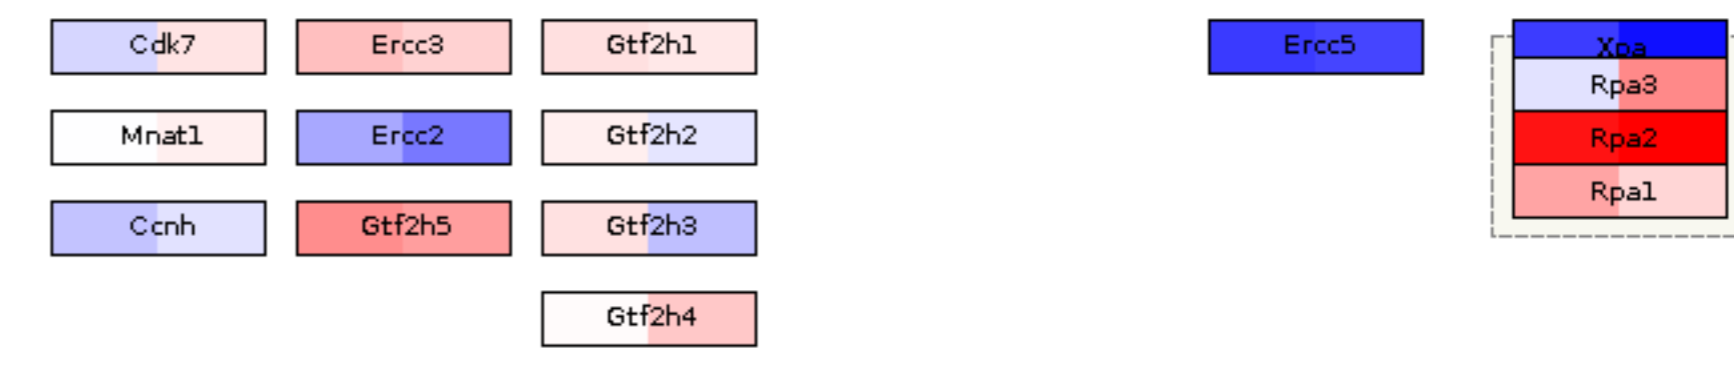 Cdk7
Ercc3
Gtf2h1
Ercc5
Xpa
Mnat1
Ercc2
Gtf2h2
Rpa3
Rpa2
Ccnh
Gtf2h5
Gtf2h3
Rpa1
Gtf2h4